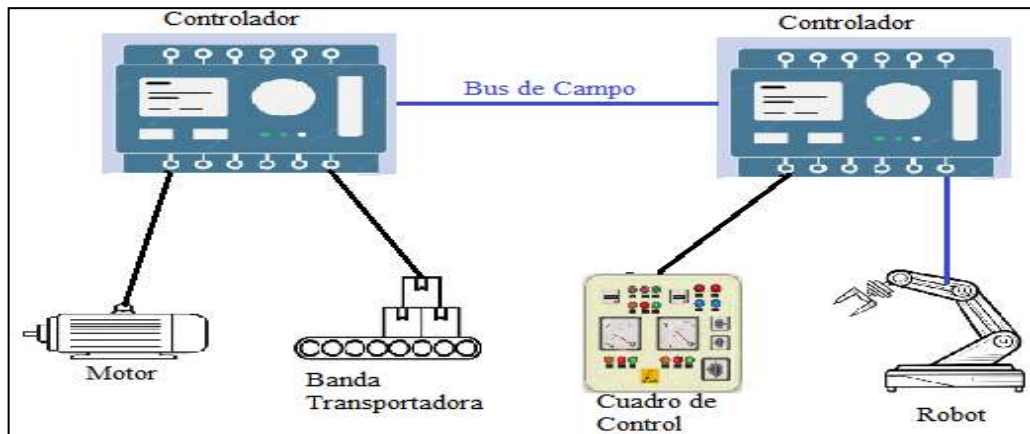 Controlador
Controlador
Bus de Campo
Motor
Banda
Transportadora
Cuadro de
Control
Robot